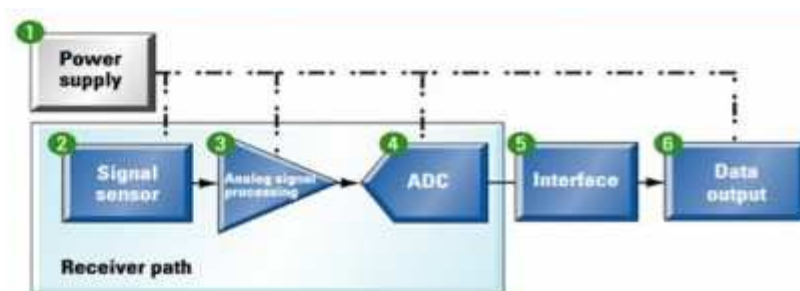 1
Power
supply
2
Signal
sensor
3
Analog signal
processing
4
ADC
5
Interface
6
Data
output
Receiver path